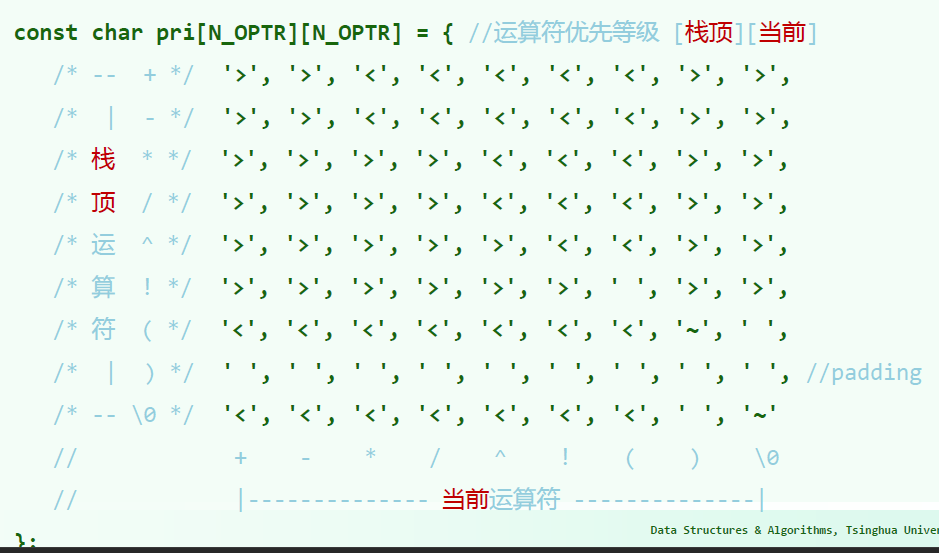 const char pri[N_OPTR][N_OPTR] = { //运算符优先等级 [栈顶][当前]
/* -- + */ '>', '>', '<', '<', '<', '<', '<', '>', '>',
/* | - */ '>', '>', '<', '<', '<', '<', '<', '>', '>',
/* 栈 * */ '>', '>', '>', '>', '<', '<', '<', '>', '>',
/* 顶 / */ '>', '>', '>', '>', '<', '<', '<', '>', '>',
/* 运 ^ */ '>', '>', '>', '>', '>', '<', '<', '>', '>',
/* 算 ! */ '>', '>', '>', '>', '>', '>', ' ', '>', '>',
/* 符 ( */ '<', '<', '<', '<', '<', '<', '<', '~', ' ',
/* | ) */ ' ', ' ', ' ', ' ', ' ', ' ', ' ', ' ', ' ', //padding
/* -- \0 */ '<', '<', '<', '<', '<', '<', '<', ' ', '~'
// + - * / ^ ! ( ) \0
// |-------------- 当前运算符 --------------|
Data Structures & Algorithms, Tsinghua Univer
};